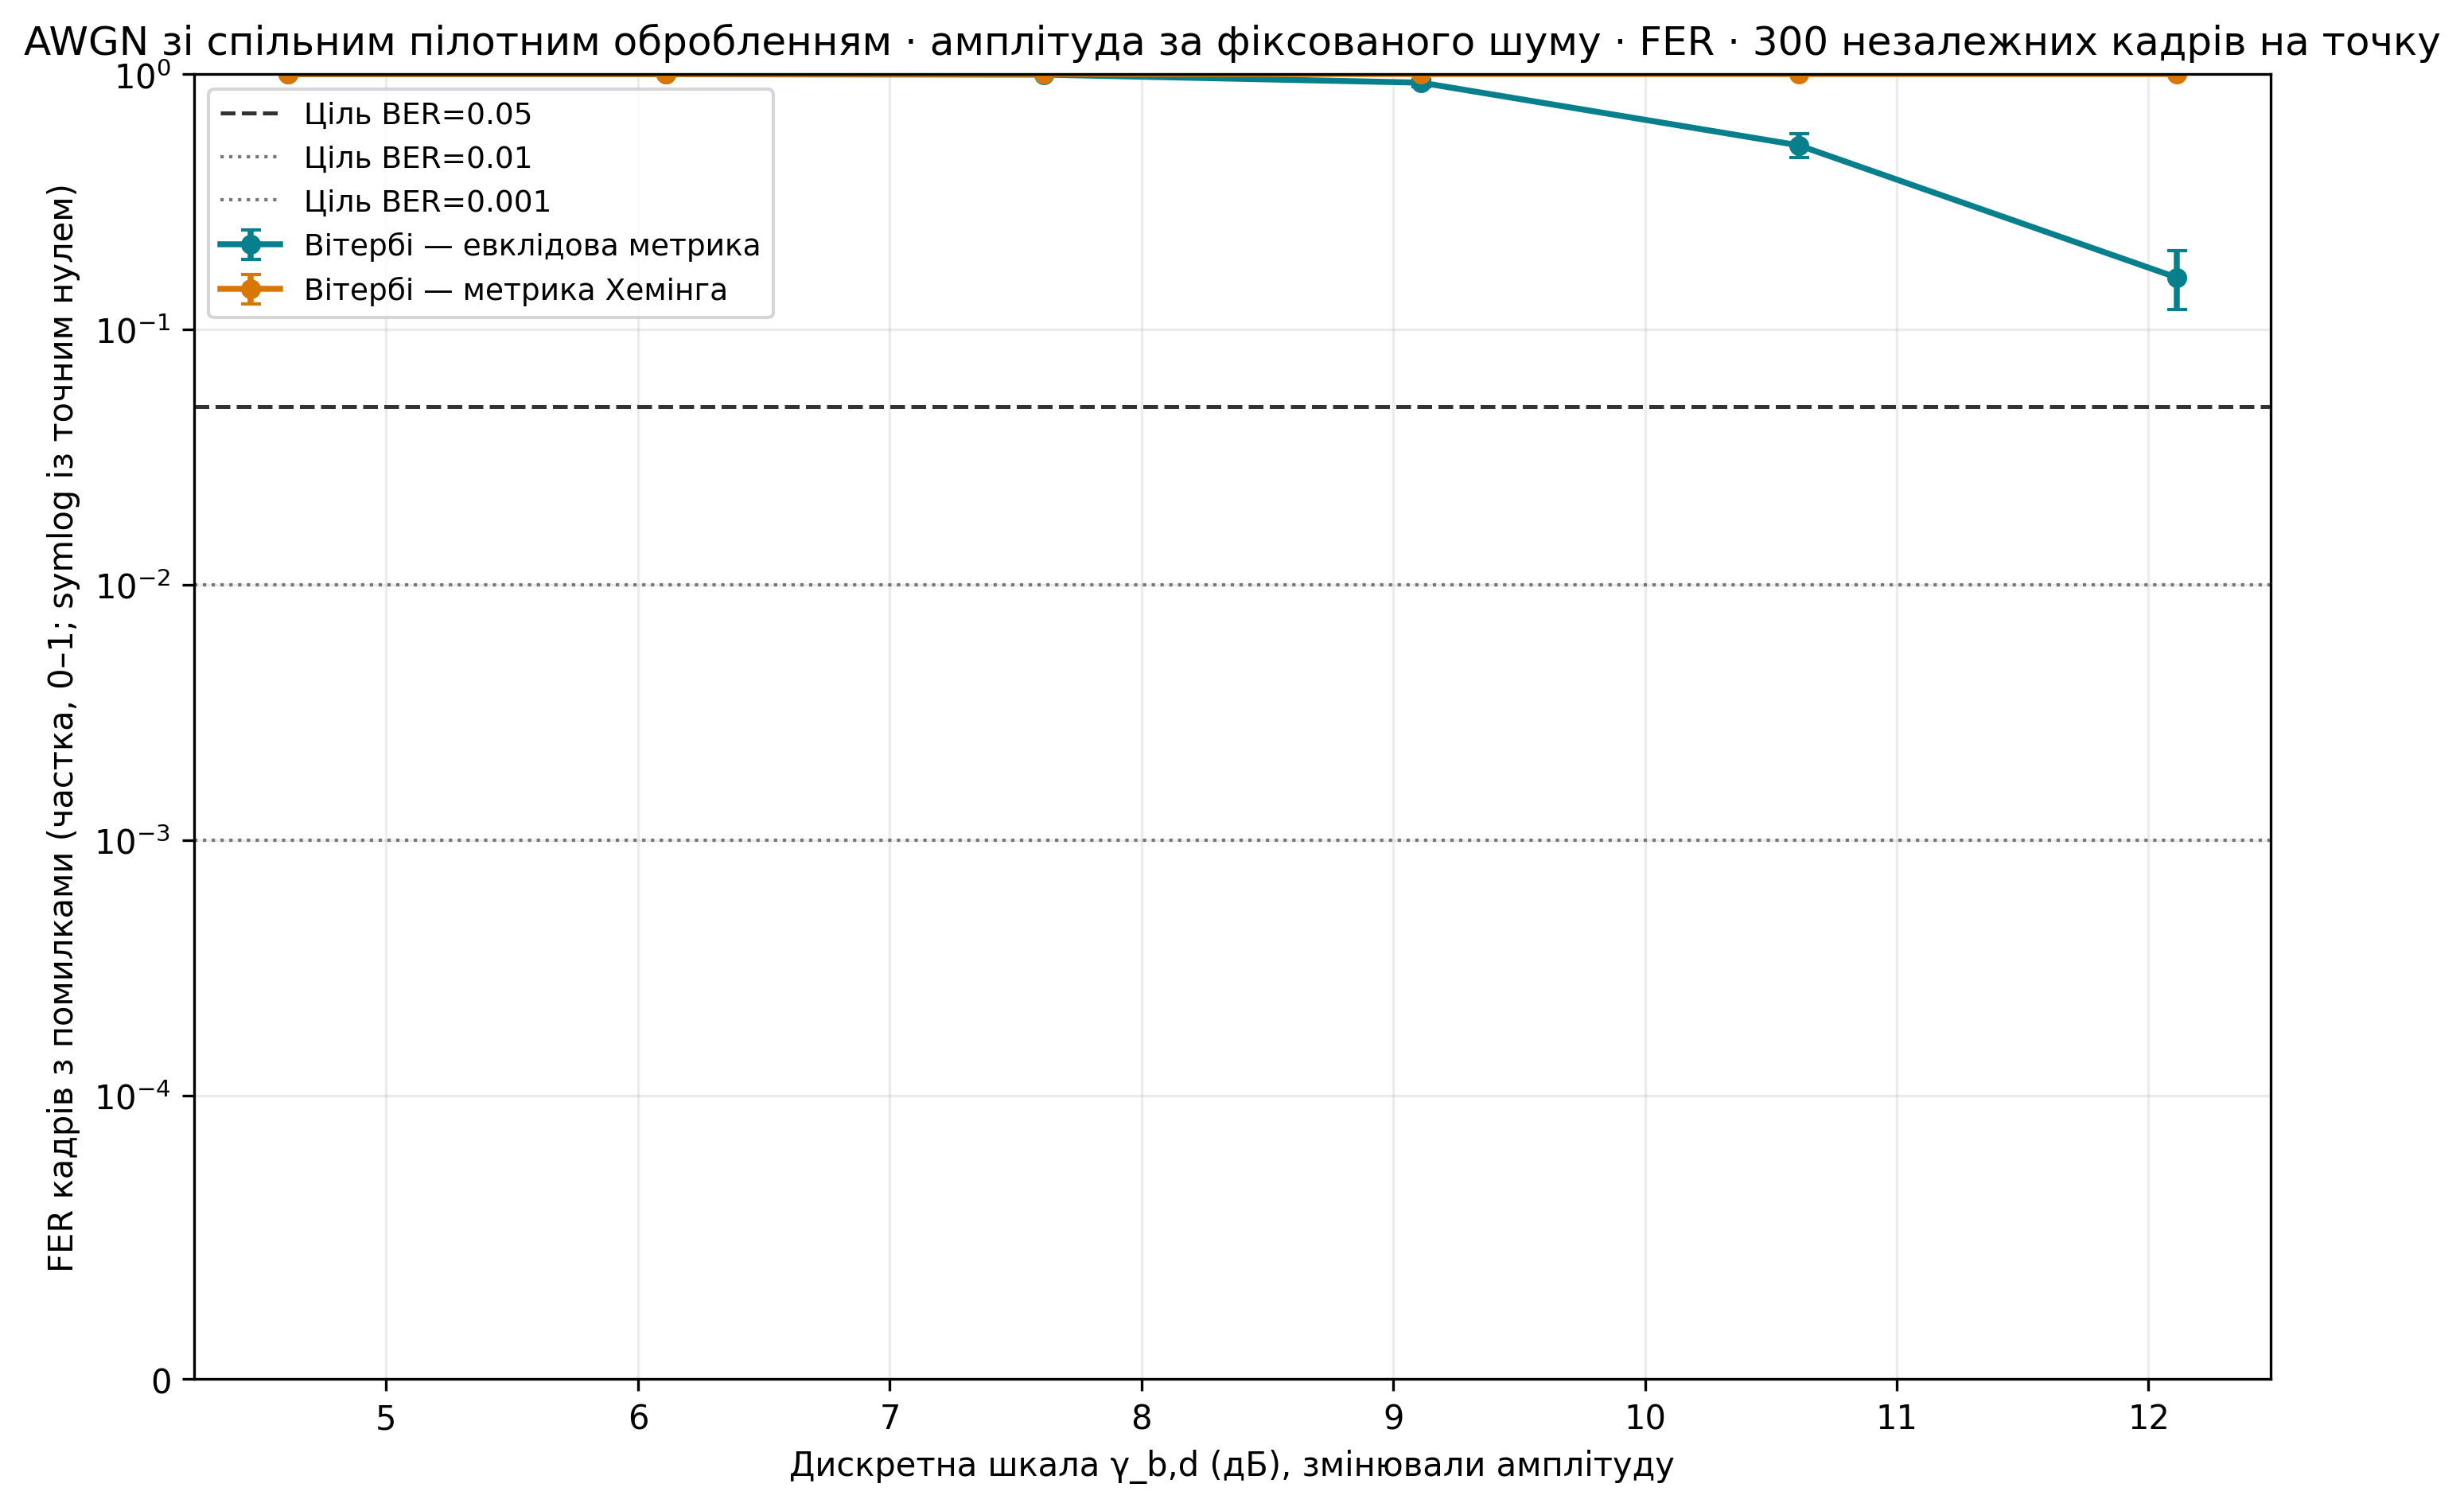 AWGN зі спільним пілотним обробленням · амплітуда за фіксованого шуму · FER · 300 незалежних кадрів на точку
FER кадрів з помилками (частка, 0–1; symlog із точним нулем)
10⁰
10⁻¹
10⁻²
10⁻³
10⁻⁴
0
Ціль BER=0.05
Ціль BER=0.01
Ціль BER=0.001
Вітербі — евклідова метрика
Вітербі — метрика Хемінга
5 6 7 8 9 10 11 12
Дискретна шкала γ_b,d (дБ), змінювали амплітуду